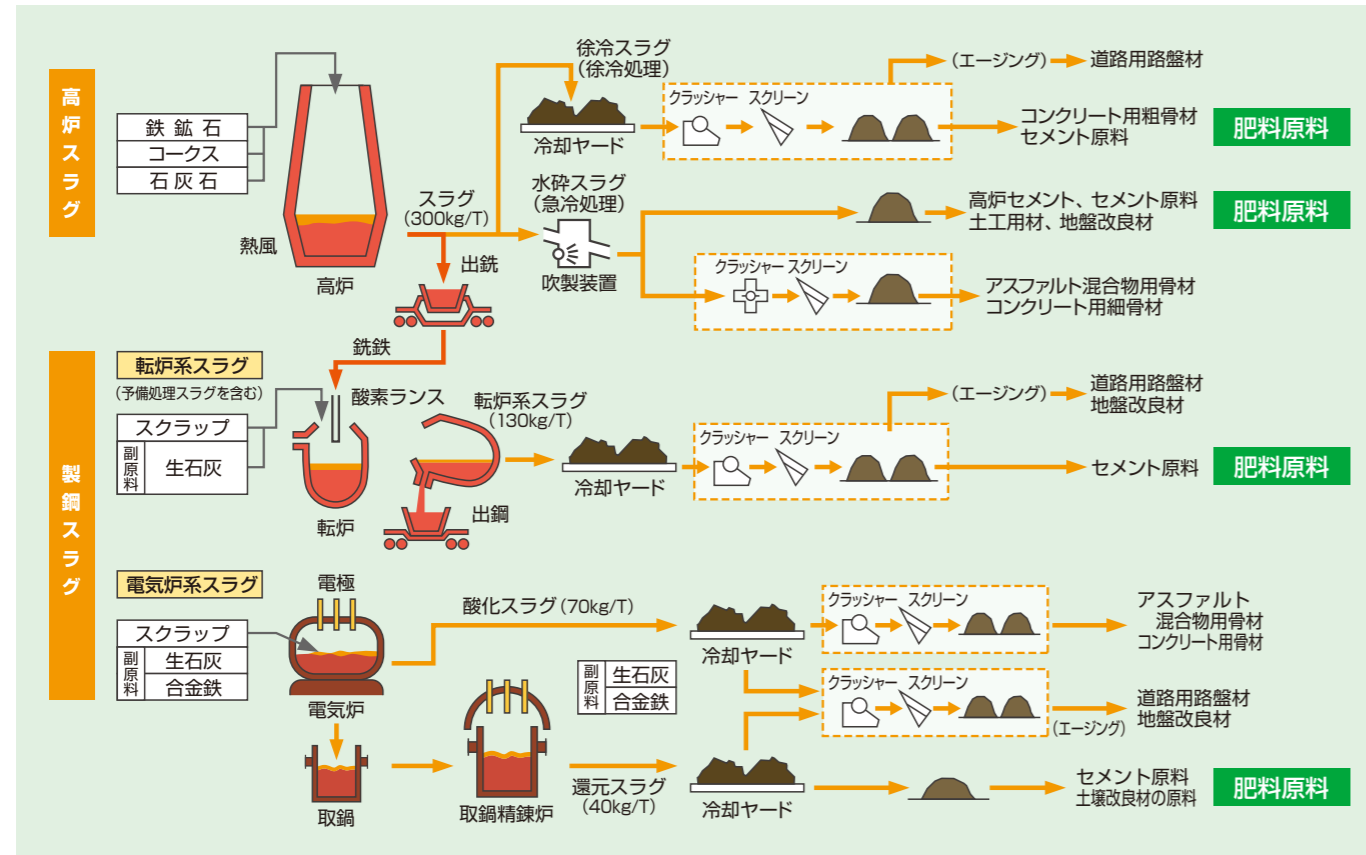 高炉スラグ
鉄鉱石
コークス
石灰石
熱風
高炉
スラグ
(300kg/T)
出銑
徐冷スラグ
(徐冷処理)
冷却ヤード
クラッシャー スクリーン
(エージング)
道路用路盤材
コンクリート用粗骨材
セメント原料
肥料原料
水砕スラグ
(急冷処理)
吹製装置
高炉セメント、セメント原料
土工用材、地盤改良材
肥料原料
クラッシャー スクリーン
アスファルト混合物用骨材
コンクリート用細骨材
製鋼スラグ
転炉系スラグ
(予備処理スラグを含む)
銑鉄
酸素ランス
スクラップ
副原料
生石灰
転炉
転炉系スラグ
(130kg/T)
出鋼
冷却ヤード
クラッシャー スクリーン
(エージング)
道路用路盤材
地盤改良材
セメント原料
肥料原料
電気炉系スラグ
電極
スクラップ
副原料
生石灰
合金鉄
電気炉
取鍋
酸化スラグ(70kg/T)
副原料
生石灰
合金鉄
取鍋精錬炉
還元スラグ
(40kg/T)
冷却ヤード
クラッシャー スクリーン
アスファルト
混合物用骨材
コンクリート用骨材
クラッシャー スクリーン
(エージング)
道路用路盤材
地盤改良材
冷却ヤード
セメント原料
土壌改良材の原料
肥料原料